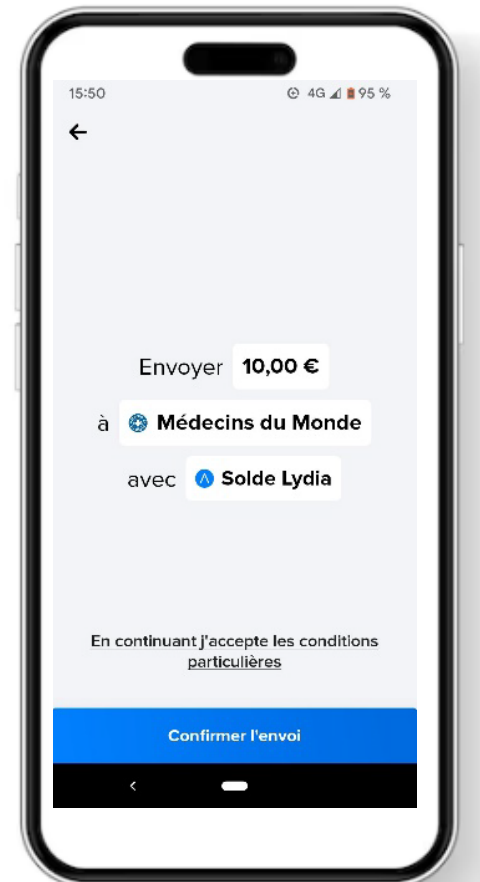 15:50 4G 95 %
Envoyer 10,00 €
à Médecins du Monde
avec Solde Lydia
En continuant j'accepte les conditions
particulières
Confirmer l'envoi